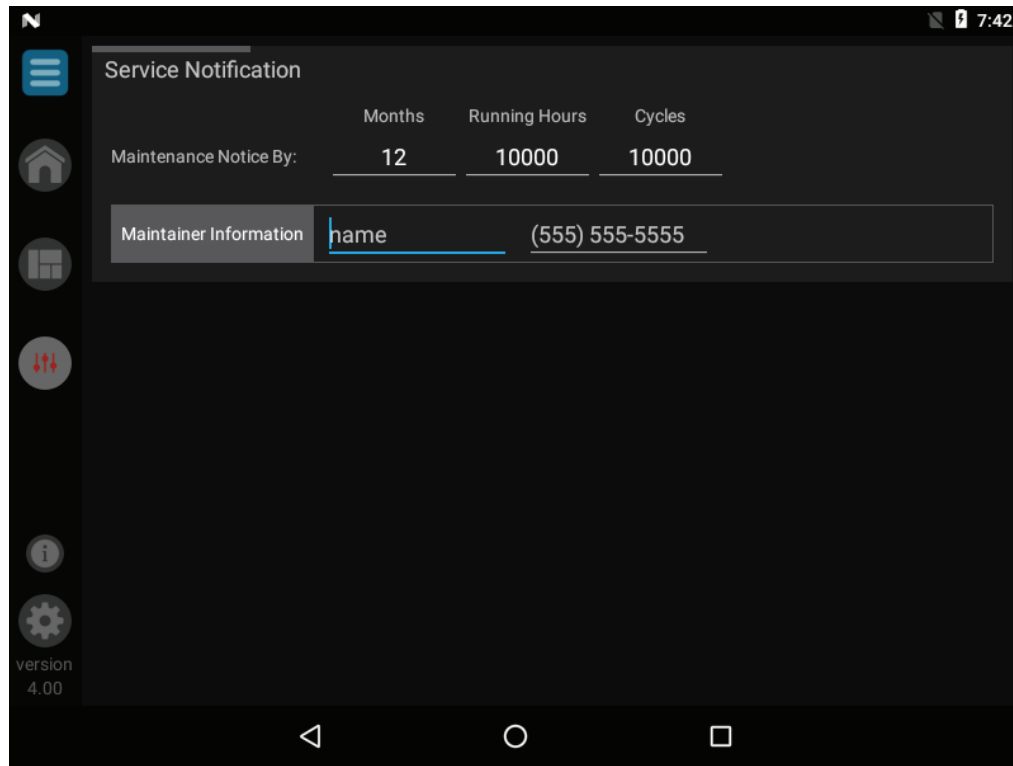 7:42
Service Notification
Months Running Hours Cycles
Maintenance Notice By: 12 10000 10000
Maintainer Information name (555) 555-5555
version
4.00